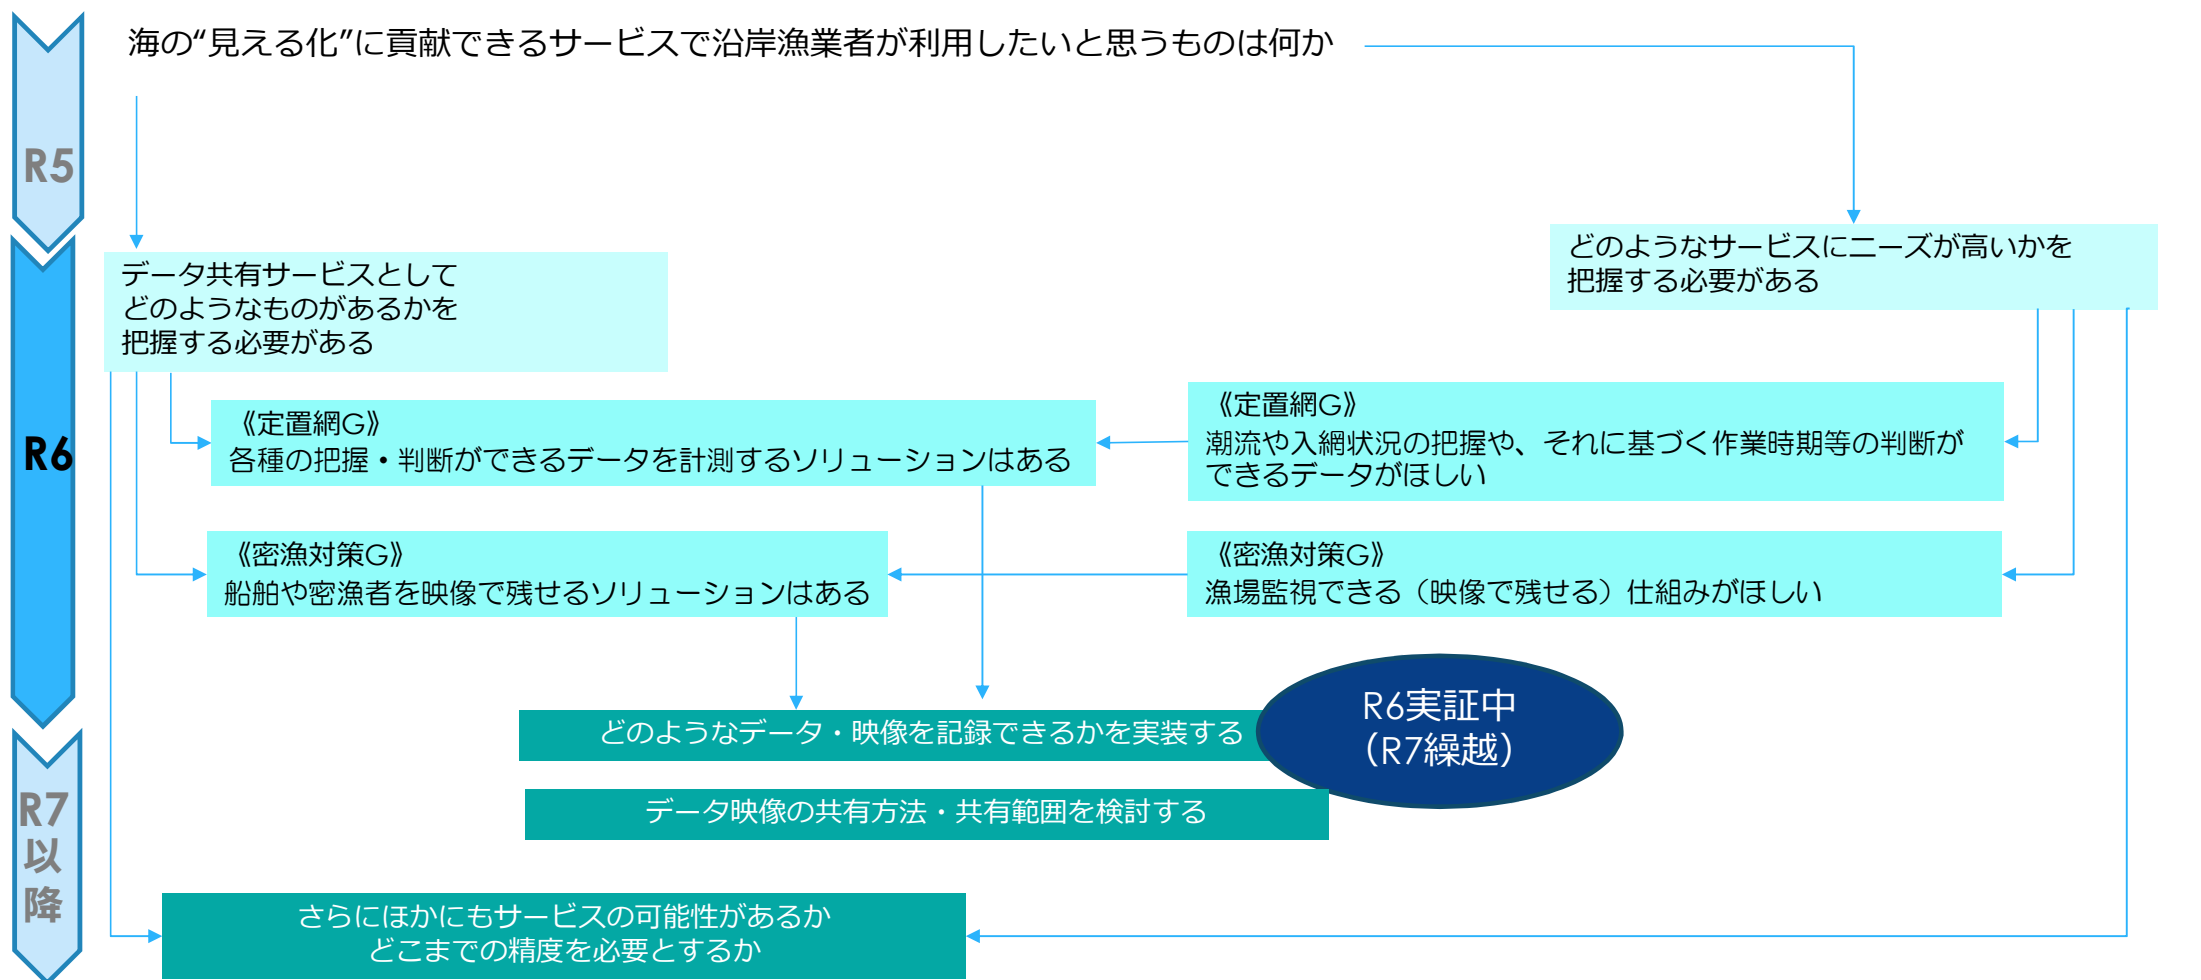 海の“見える化”に貢献できるサービスで沿岸漁業者が利用したいと思うものは何か
R5
どのようなサービスにニーズが高いかを
把握する必要がある
データ共有サービスとして
どのようなものがあるかを
把握する必要がある
R6
《定置網G》
各種の把握・判断ができるデータを計測するソリューションはある
《定置網G》
潮流や入網状況の把握や、それに基づく作業時期等の判断が
できるデータがほしい
《密漁対策G》
船舶や密漁者を映像で残せるソリューションはある
《密漁対策G》
漁場監視できる（映像で残せる）仕組みがほしい
R6実証中
（R7繰越）
どのようなデータ・映像を記録できるかを実装する
データ映像の共有方法・共有範囲を検討する
R7
以
降
さらにほかにもサービスの可能性があるか
どこまでの精度を必要とするか